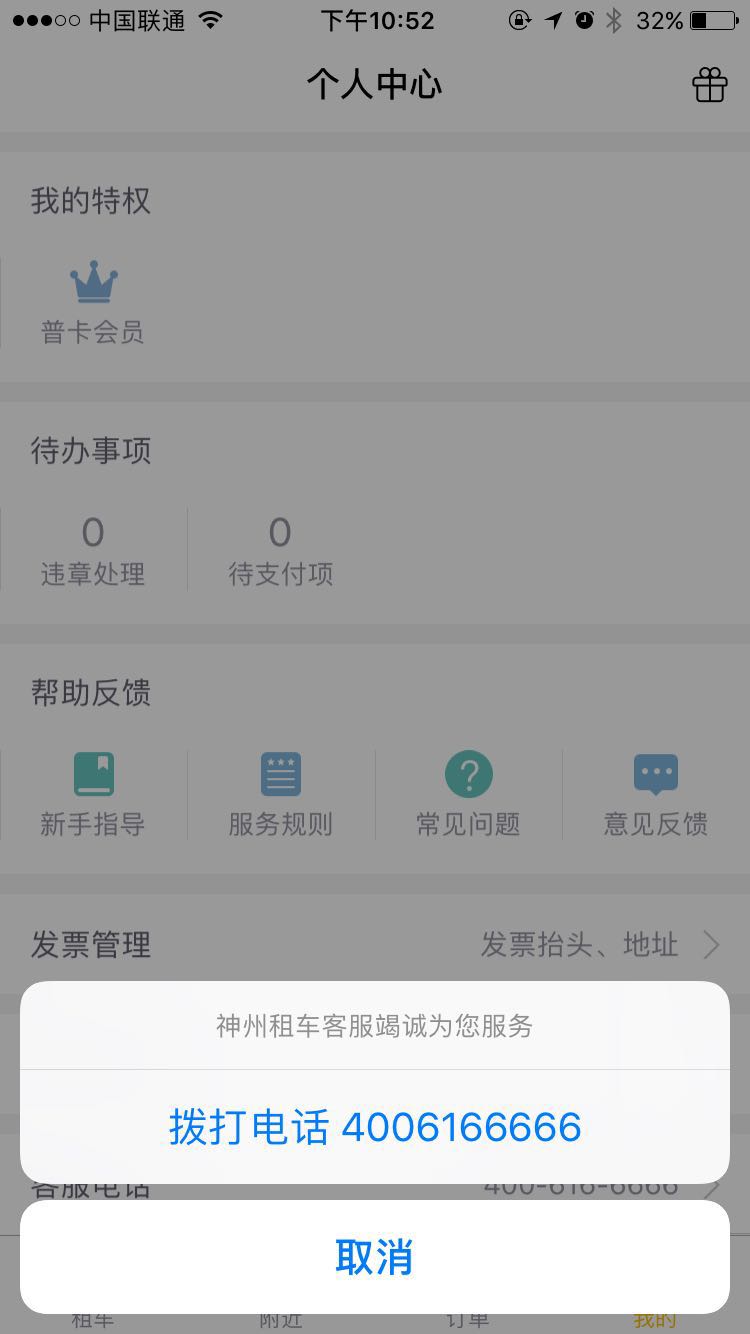 中国联通 下午10:52 32%
个人中心
我的特权
普卡会员
待办事项
0 0
违章处理 待支付项
帮助反馈
新手指导 服务规则 常见问题 意见反馈
发票管理 发票抬头、地址
神州租车客服竭诚为您服务
拨打电话 4006166666
客服电话 400-616-6666
取消
租车 附近 订单 我的